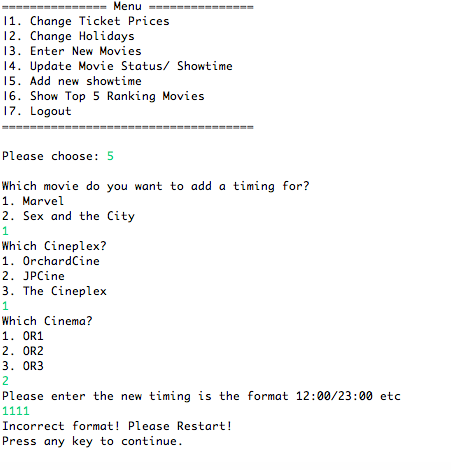 =============== Menu ===============
|1. Change Ticket Prices
|2. Change Holidays
|3. Enter New Movies
|4. Update Movie Status/ Showtime
|5. Add new showtime
|6. Show Top 5 Ranking Movies
|7. Logout
====================================
Please choose: 5
Which movie do you want to add a timing for?
1. Marvel
2. Sex and the City
1
Which Cineplex?
1. OrchardCine
2. JPCine
3. The Cineplex
1
Which Cinema?
1. OR1
2. OR2
3. OR3
2
Please enter the new timing is the format 12:00/23:00 etc
1111
Incorrect format! Please Restart!
Press any key to continue.